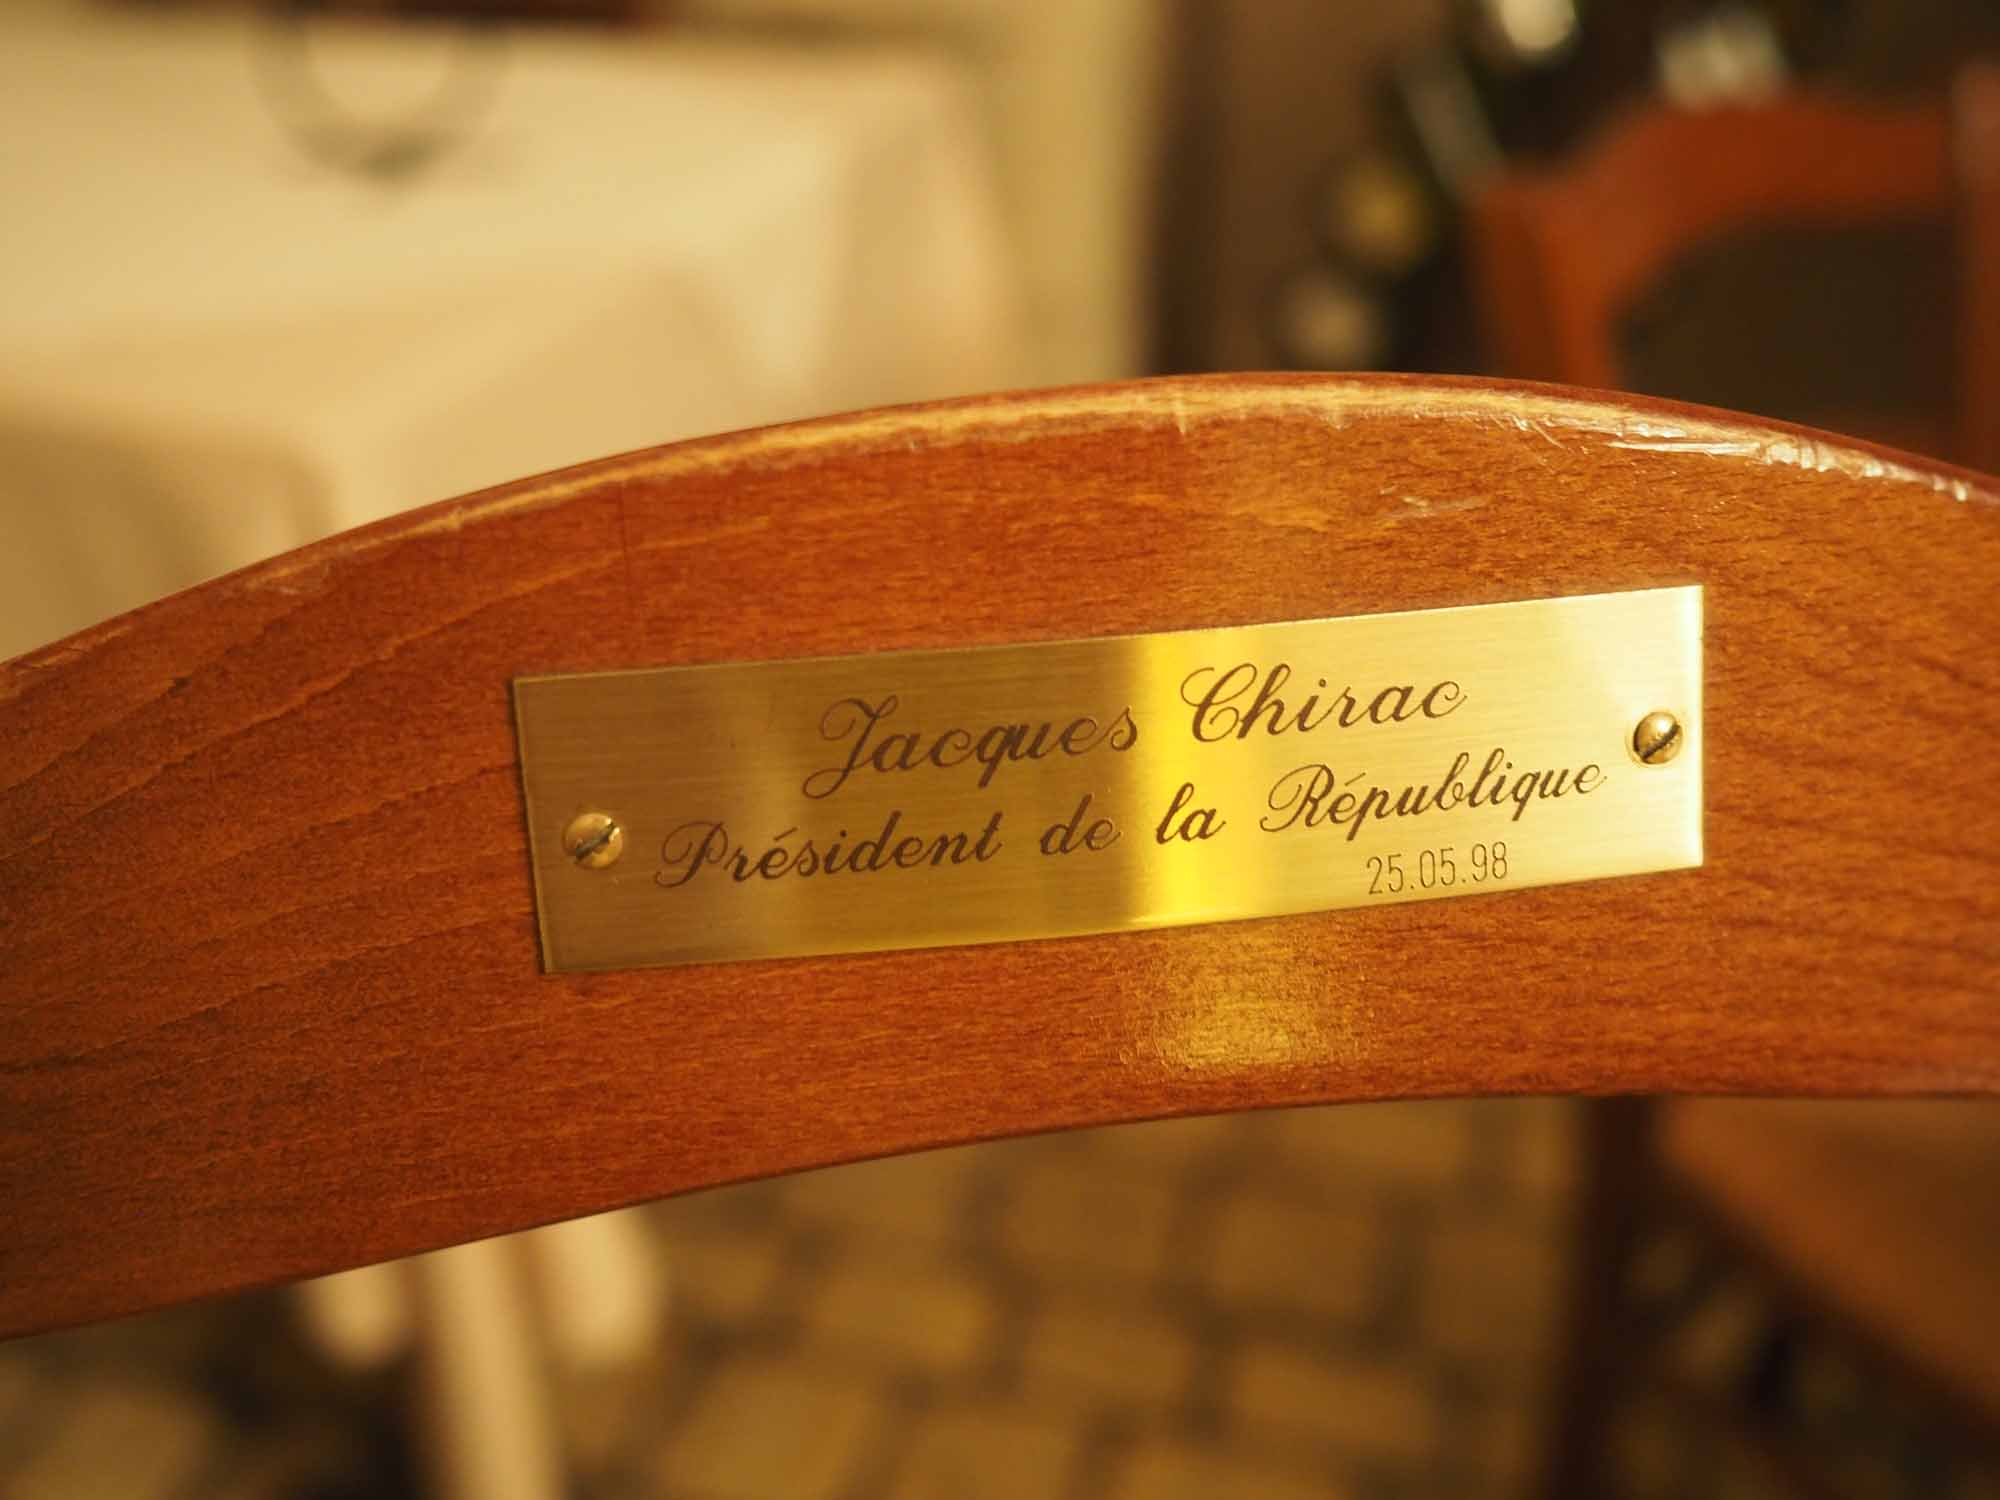 Jacques Chirac
Président de la République
25.05.98